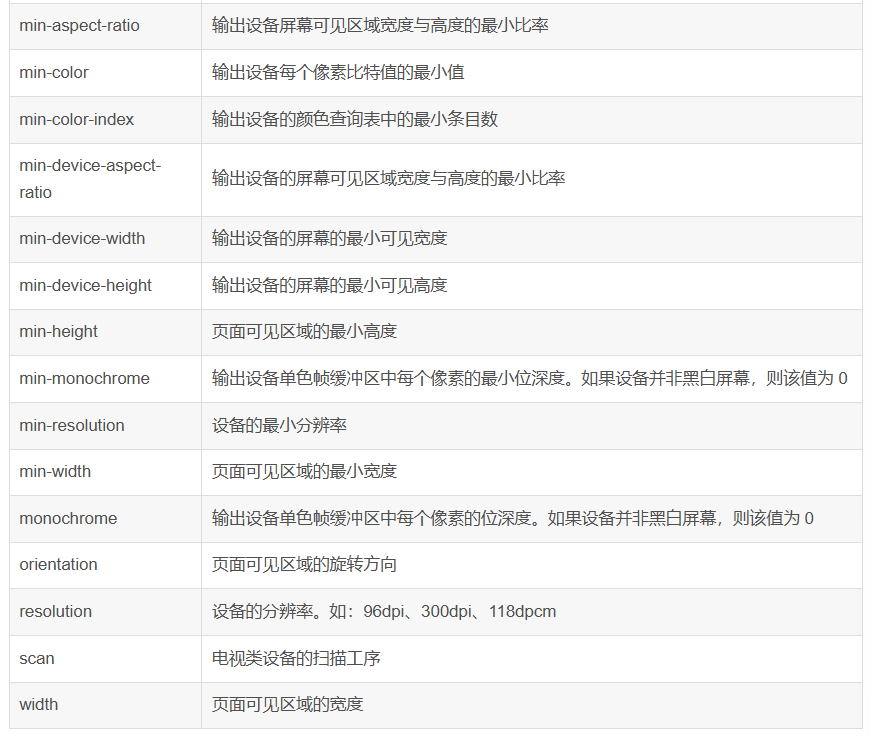 min-aspect-ratio 输出设备屏幕可见区域宽度与高度的最小比率
min-color 输出设备每个像素比特值的最小值
min-color-index 输出设备的颜色查询表中的最小条目数
min-device-aspect-
ratio 输出设备的屏幕可见区域宽度与高度的最小比率
min-device-width 输出设备的屏幕的最小可见宽度
min-device-height 输出设备的屏幕的最小可见高度
min-height 页面可见区域的最小高度
min-monochrome 输出设备单色帧缓冲区中每个像素的最小位深度。如果设备并非黑白屏幕，则该值为 0
min-resolution 设备的最小分辨率
min-width 页面可见区域的最小宽度
monochrome 输出设备单色帧缓冲区中每个像素的位深度。如果设备并非黑白屏幕，则该值为 0
orientation 页面可见区域的旋转方向
resolution 设备的分辨率。如：96dpi、300dpi、118dpcm
scan 电视类设备的扫描工序
width 页面可见区域的宽度